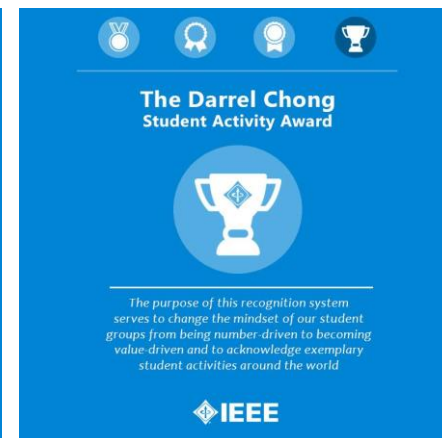 The Darrel Chong
Student Activity Award
The purpose of this recognition system
serves to change the mindset of our student
groups from being number-driven to becoming
value-driven and to acknowledge exemplary
student activities around the world
IEEE